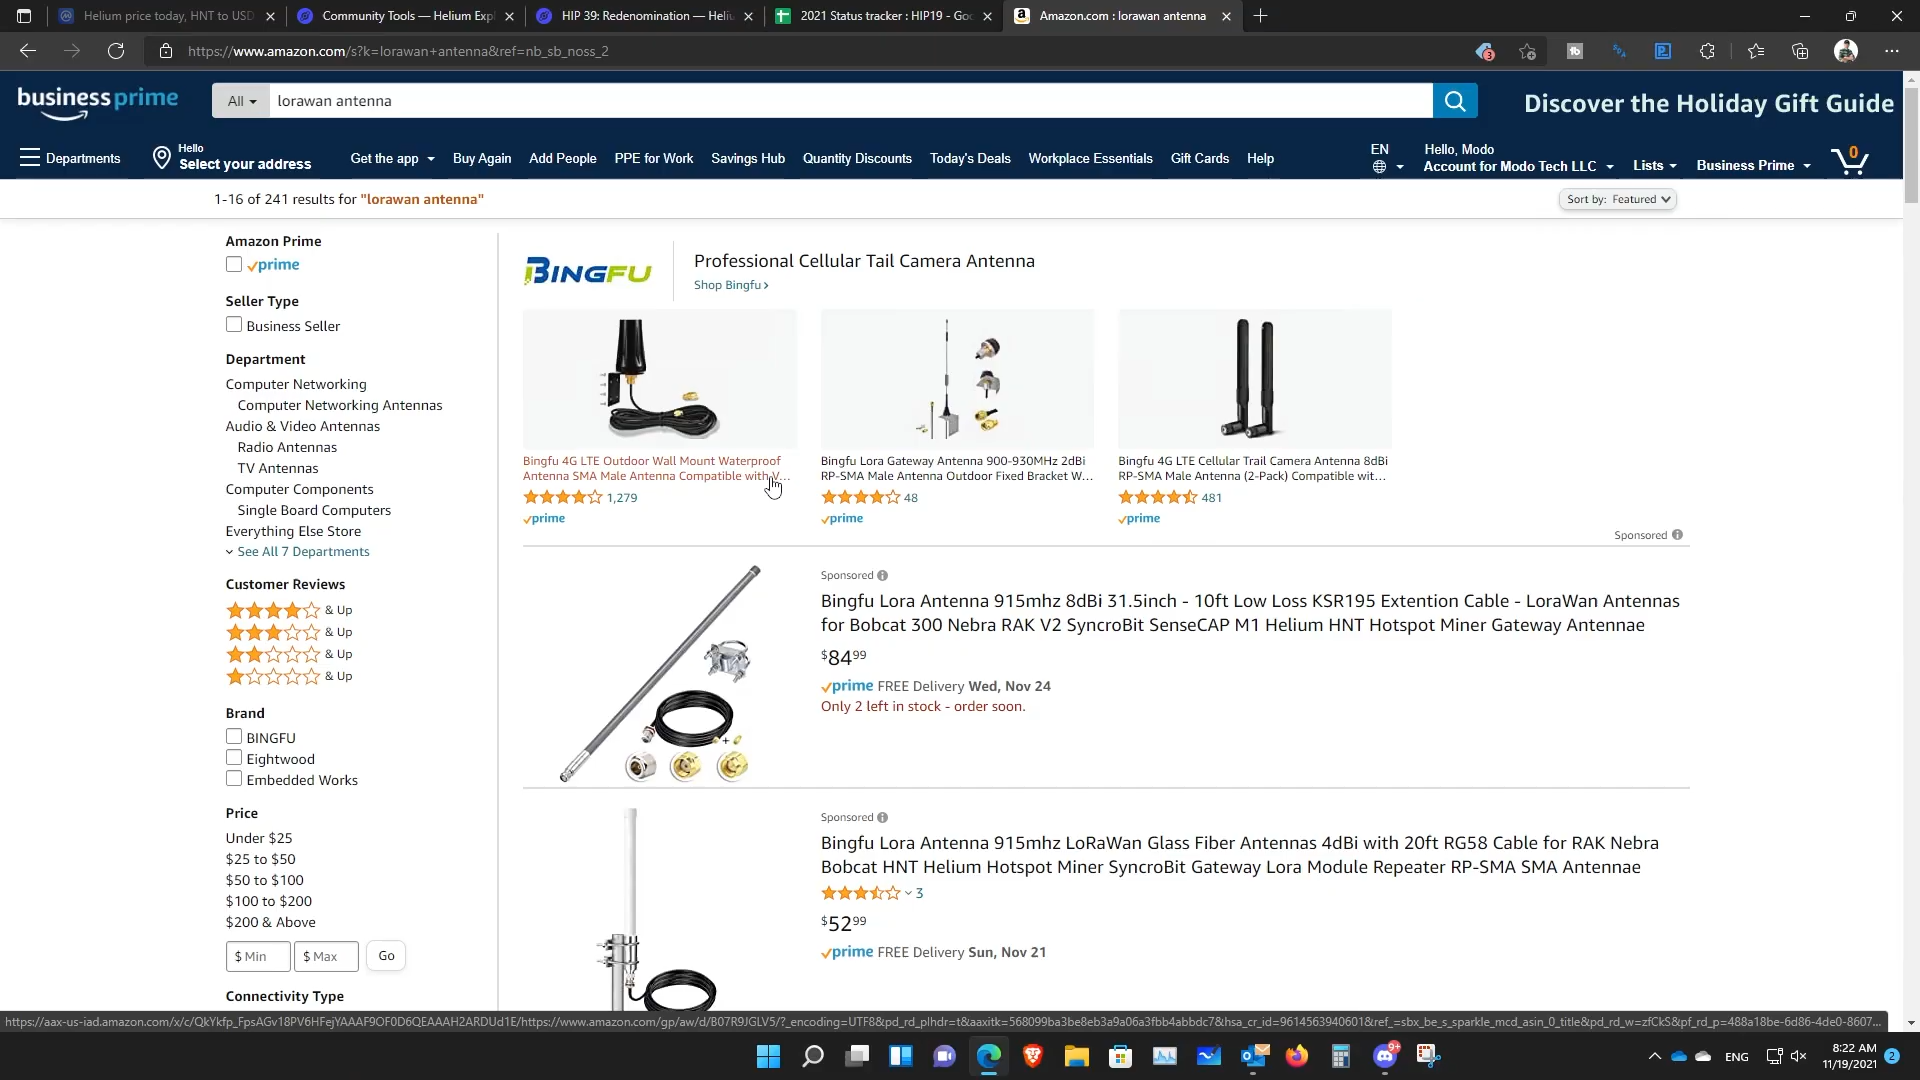 Helium price today, HNT to USD
Community Tools — Helium Expl
HIP 39: Redenomination — Heliu
2021 Status tracker : HIP19 - Goo
Amazon.com : lorawan antenna
https://www.amazon.com/s?k=lorawan+antenna&ref=nb_sb_noss_2
3
business prime
All
lorawan antenna
Discover the Holiday Gift Guide
Departments
Hello
Select your address
Get the app
Buy Again
Add People
PPE for Work
Savings Hub
Quantity Discounts
Today's Deals
Workplace Essentials
Gift Cards
Help
EN
Hello, Modo
Account for Modo Tech LLC
Lists
Business Prime
0
1-16 of 241 results for "lorawan antenna"
Sort by: Featured
Amazon Prime
prime
Seller Type
Business Seller
Department
Computer Networking
Computer Networking Antennas
Audio & Video Antennas
Radio Antennas
TV Antennas
Computer Components
Single Board Computers
Everything Else Store
See All 7 Departments
Customer Reviews
& Up
& Up
& Up
& Up
Brand
BINGFU
Eightwood
Embedded Works
Price
Under $25
$25 to $50
$50 to $100
$100 to $200
$200 & Above
$ Min
$ Max
Go
Connectivity Type
BINGFU
Professional Cellular Tail Camera Antenna
Shop Bingfu ›
Bingfu 4G LTE Outdoor Wall Mount Waterproof
Antenna SMA Male Antenna Compatible with V...
1,279
prime
Bingfu Lora Gateway Antenna 900-930MHz 2dBi
RP-SMA Male Antenna Outdoor Fixed Bracket W...
48
prime
Bingfu 4G LTE Cellular Trail Camera Antenna 8dBi
RP-SMA Male Antenna (2-Pack) Compatible wit...
481
prime
Sponsored
Sponsored
Bingfu Lora Antenna 915mhz 8dBi 31.5inch - 10ft Low Loss KSR195 Extention Cable - LoraWan Antennas
for Bobcat 300 Nebra RAK V2 SyncroBit SenseCAP M1 Helium HNT Hotspot Miner Gateway Antennae
$84 99
prime FREE Delivery Wed, Nov 24
Only 2 left in stock - order soon.
Sponsored
Bingfu Lora Antenna 915mhz LoRaWan Glass Fiber Antennas 4dBi with 20ft RG58 Cable for RAK Nebra
Bobcat HNT Helium Hotspot Miner SyncroBit Gateway Lora Module Repeater RP-SMA SMA Antennae
3
$52 99
prime FREE Delivery Sun, Nov 21
9+
ENG
8:22 AM
11/19/2021
2